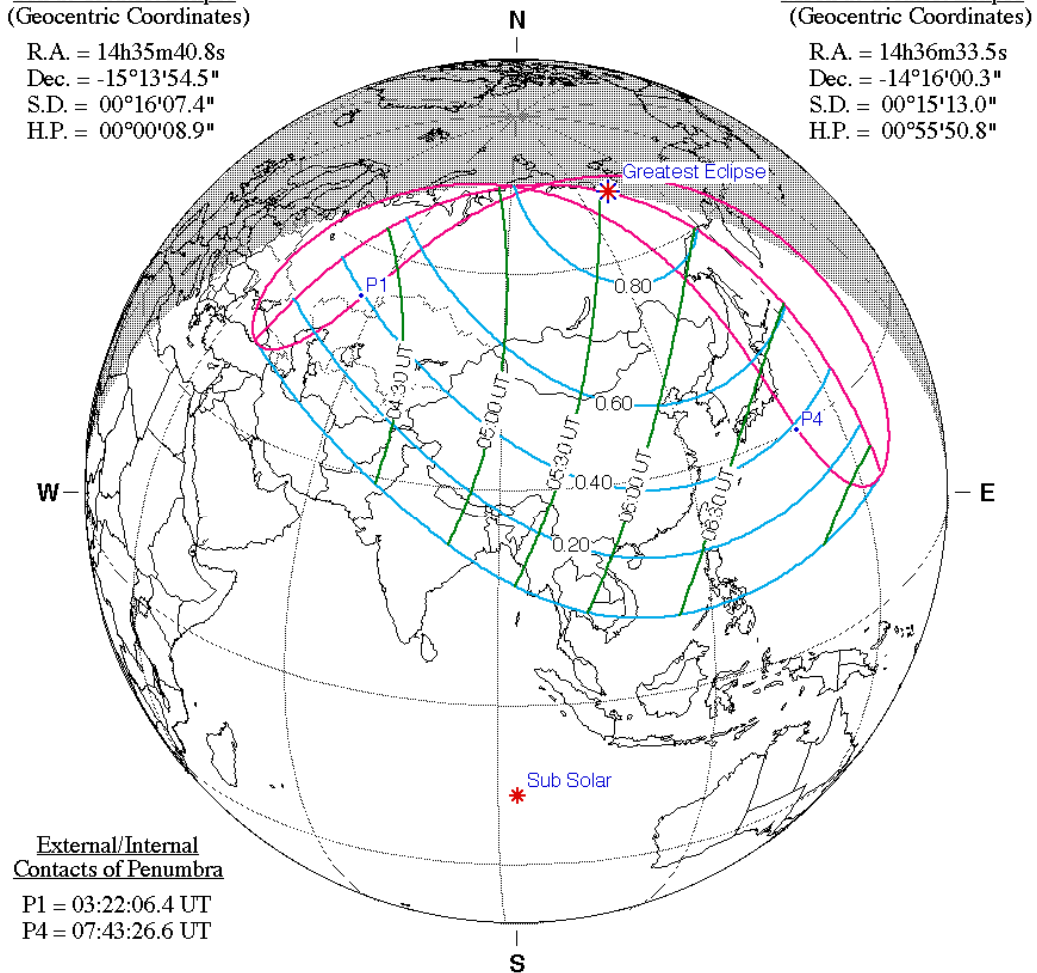 (Geocentric Coordinates)
R.A. = 14h35m40.8s
Dec. = -15°13'54.5"
S.D. = 00°16'07.4"
H.P. = 00°00'08.9"
N
(Geocentric Coordinates)
R.A. = 14h36m33.5s
Dec. = -14°16'00.3"
S.D. = 00°15'13.0"
H.P. = 00°55'50.8"
Greatest Eclipse
P1
0.80
04:30 UT
05:00 UT
0.60
P4
05:30 UT
0.40
06:00 UT
06:30 UT
W
E
0.20
Sub Solar
External/Internal
Contacts of Penumbra
P1 = 03:22:06.4 UT
P4 = 07:43:26.6 UT
S